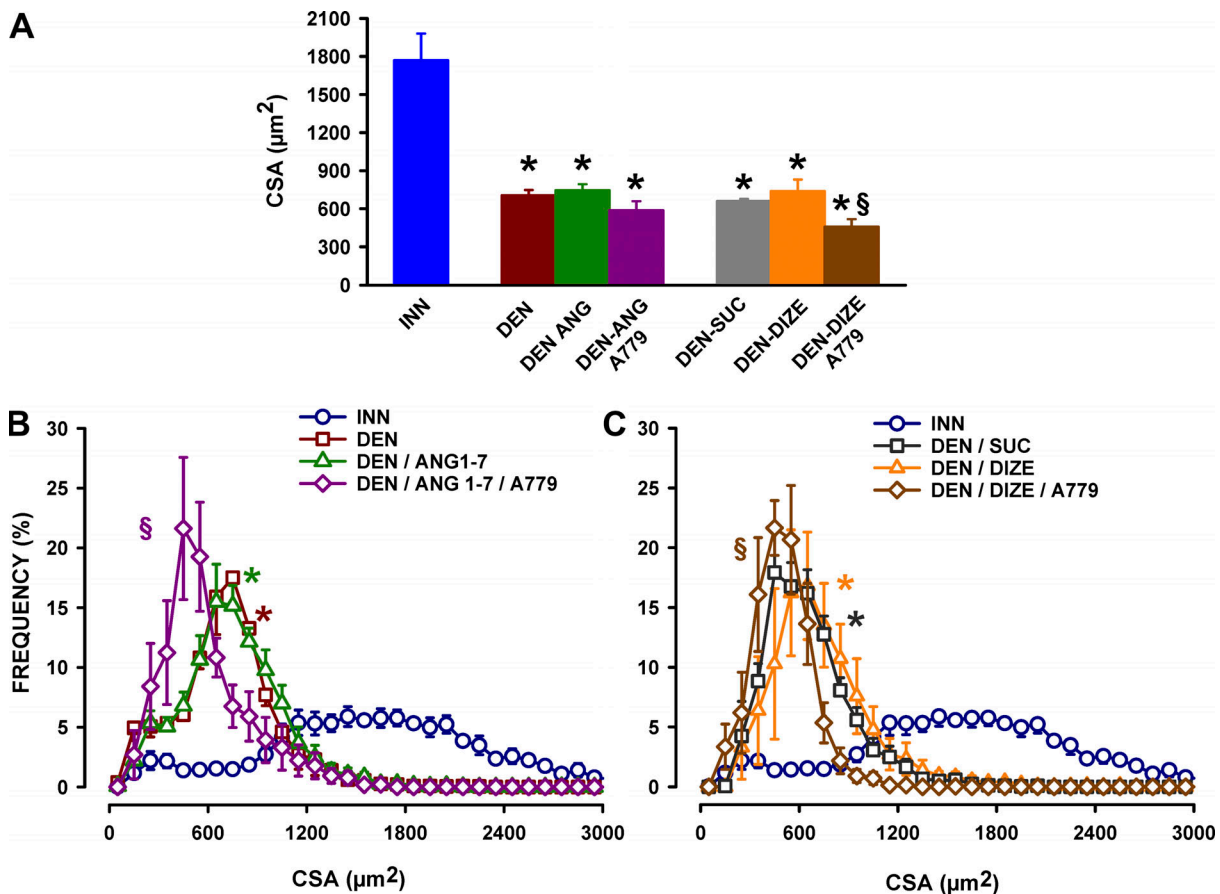 A
CSA (µm²)
2100
1800
1500
1200
900
600
300
0
*
*
*
*
*
* §
INN
DEN
DEN ANG
DEN-ANG
A779
DEN-SUC
DEN-DIZE
DEN-DIZE
A779
B
INN
DEN
DEN / ANG1-7
DEN / ANG 1-7 / A779
FREQUENCY (%)
30
25
20
15
10
5
0
§
*
*
0 600 1200 1800 2400 3000
CSA (µm²)
C
INN
DEN / SUC
DEN / DIZE
DEN / DIZE / A779
30
25
20
15
10
5
0
§
*
*
0 600 1200 1800 2400 3000
CSA (µm²)